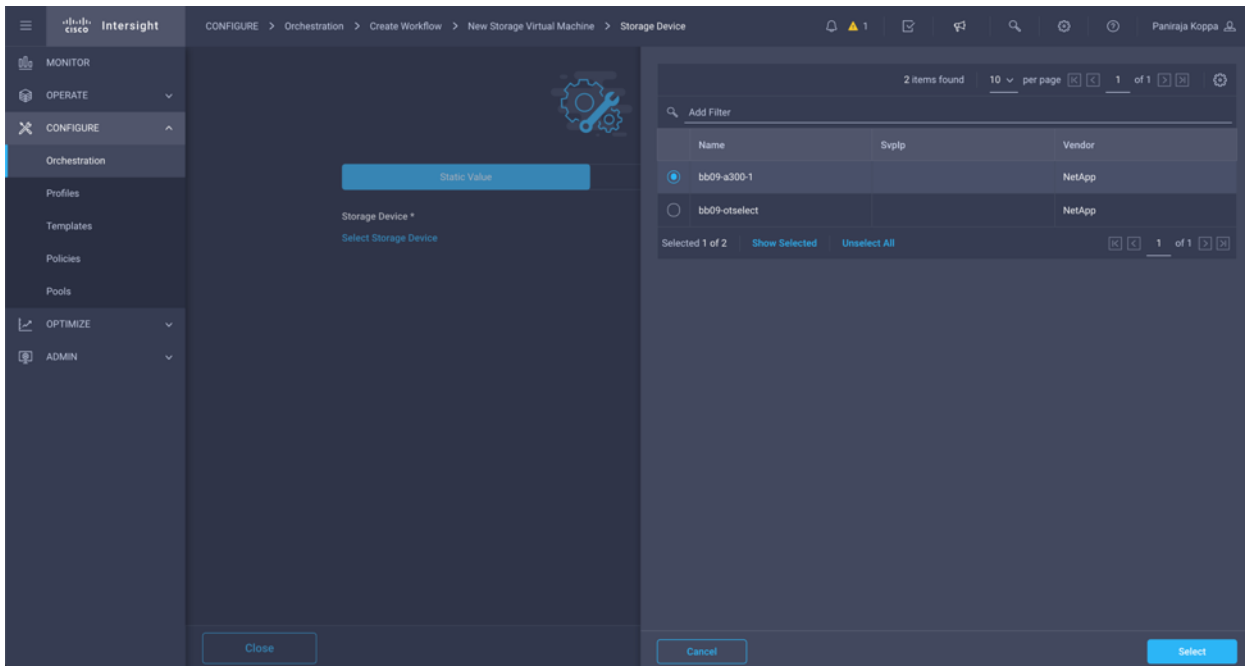 cisco Intersight
CONFIGURE > Orchestration > Create Workflow > New Storage Virtual Machine > Storage Device
1
Paniraja Koppa
MONITOR
OPERATE
CONFIGURE
Orchestration
Profiles
Templates
Policies
Pools
OPTIMIZE
ADMIN
Static Value
Storage Device *
Select Storage Device
Close
2 items found 10 per page 1 of 1
Add Filter
Name SvpIp Vendor
bb09-a300-1 NetApp
bb09-otselect NetApp
Selected 1 of 2 Show Selected Unselect All 1 of 1
Cancel Select